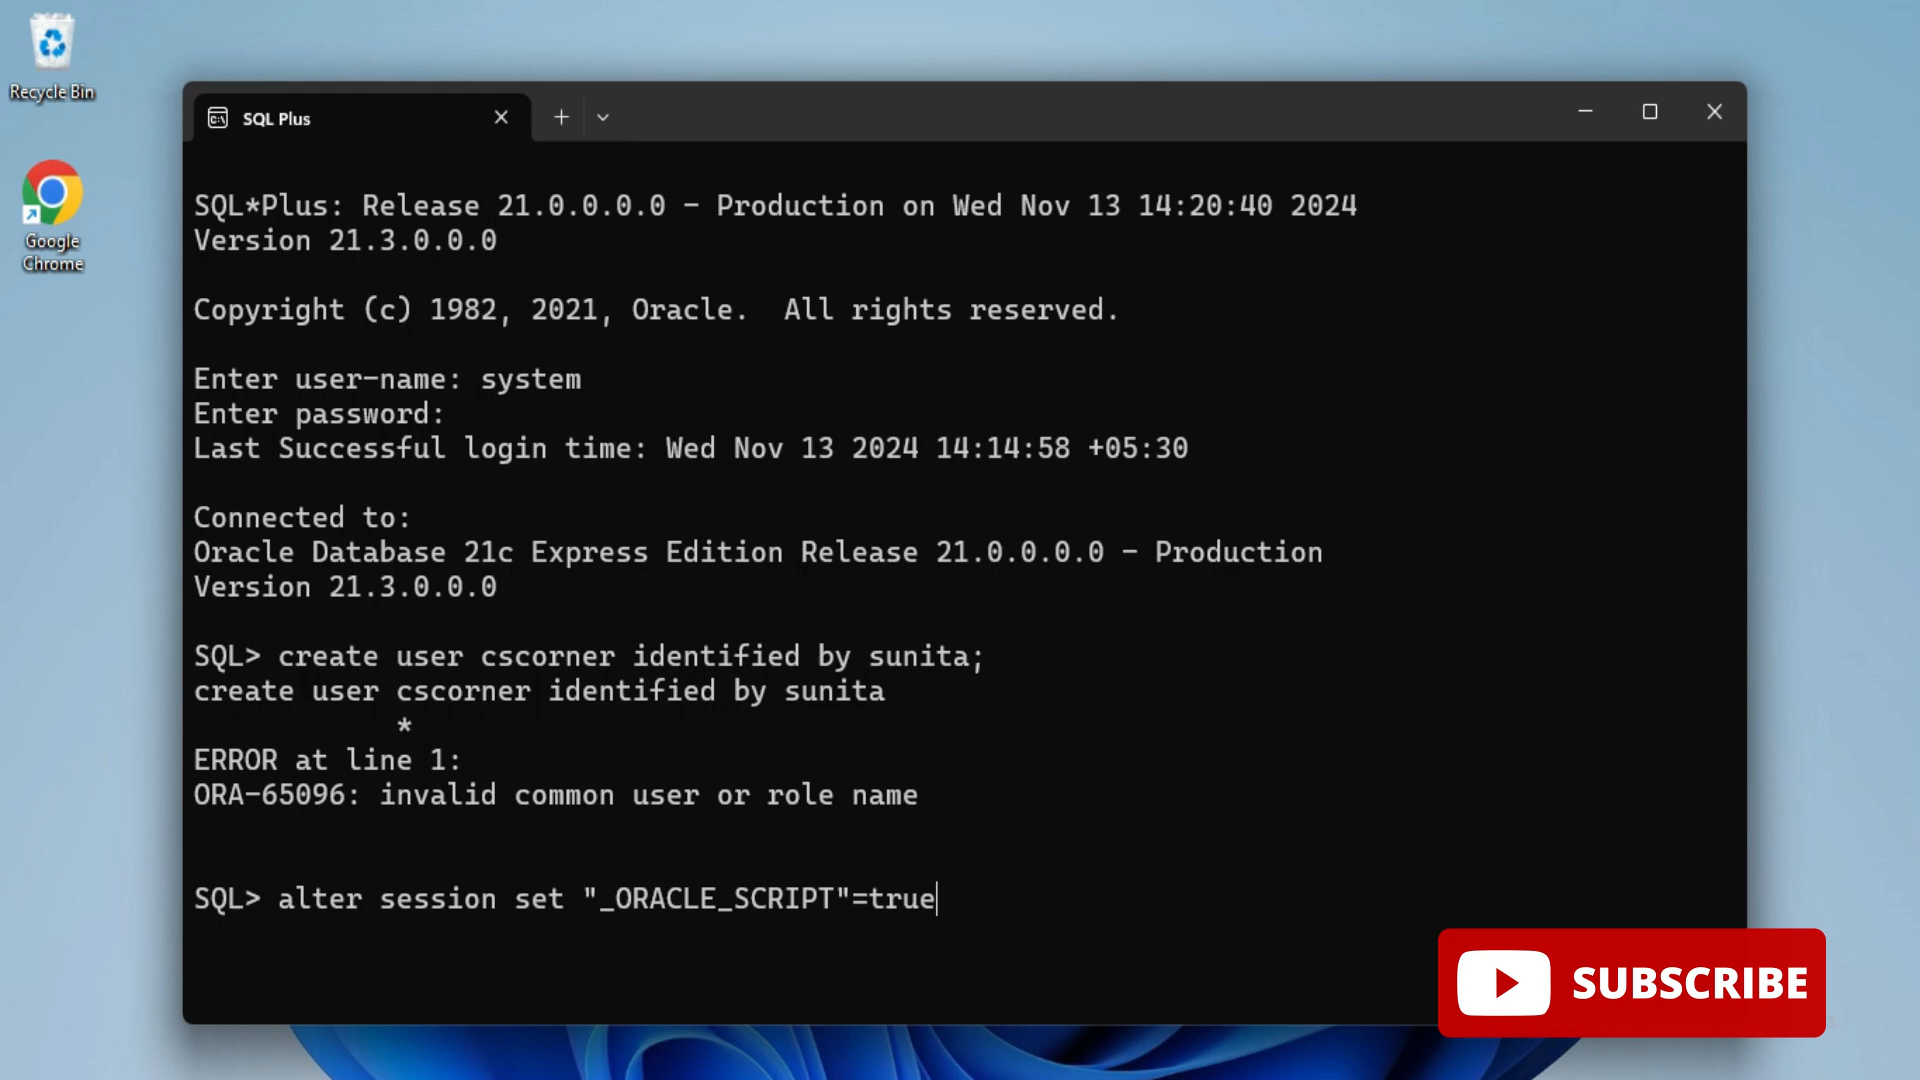 Recycle Bin
Google
Chrome
SQL Plus
SQL*Plus: Release 21.0.0.0.0 - Production on Wed Nov 13 14:20:40 2024
Version 21.3.0.0.0
Copyright (c) 1982, 2021, Oracle.  All rights reserved.
Enter user-name: system
Enter password:
Last Successful login time: Wed Nov 13 2024 14:14:58 +05:30
Connected to:
Oracle Database 21c Express Edition Release 21.0.0.0.0 - Production
Version 21.3.0.0.0
SQL> create user cscorner identified by sunita;
create user cscorner identified by sunita
*
ERROR at line 1:
ORA-65096: invalid common user or role name
SQL> alter session set "_ORACLE_SCRIPT"=true
SUBSCRIBE